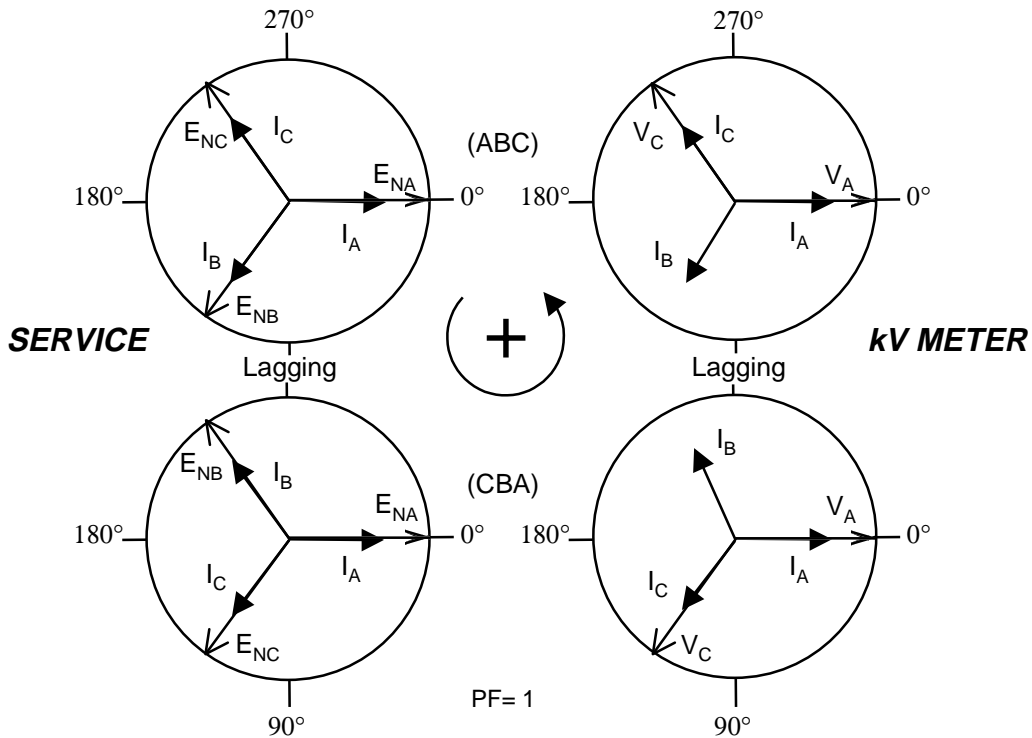 270° 270°
E_NC I_C (ABC) V_C I_C
E_NA V_A
180° 0° 180° 0°
I_A I_A
I_B I_B
E_NB
SERVICE + kV METER
Lagging Lagging
I_B
E_NB I_B (CBA)
E_NA V_A
180° 0° 180° 0°
I_C I_A I_C I_A
E_NC V_C
PF= 1
90° 90°